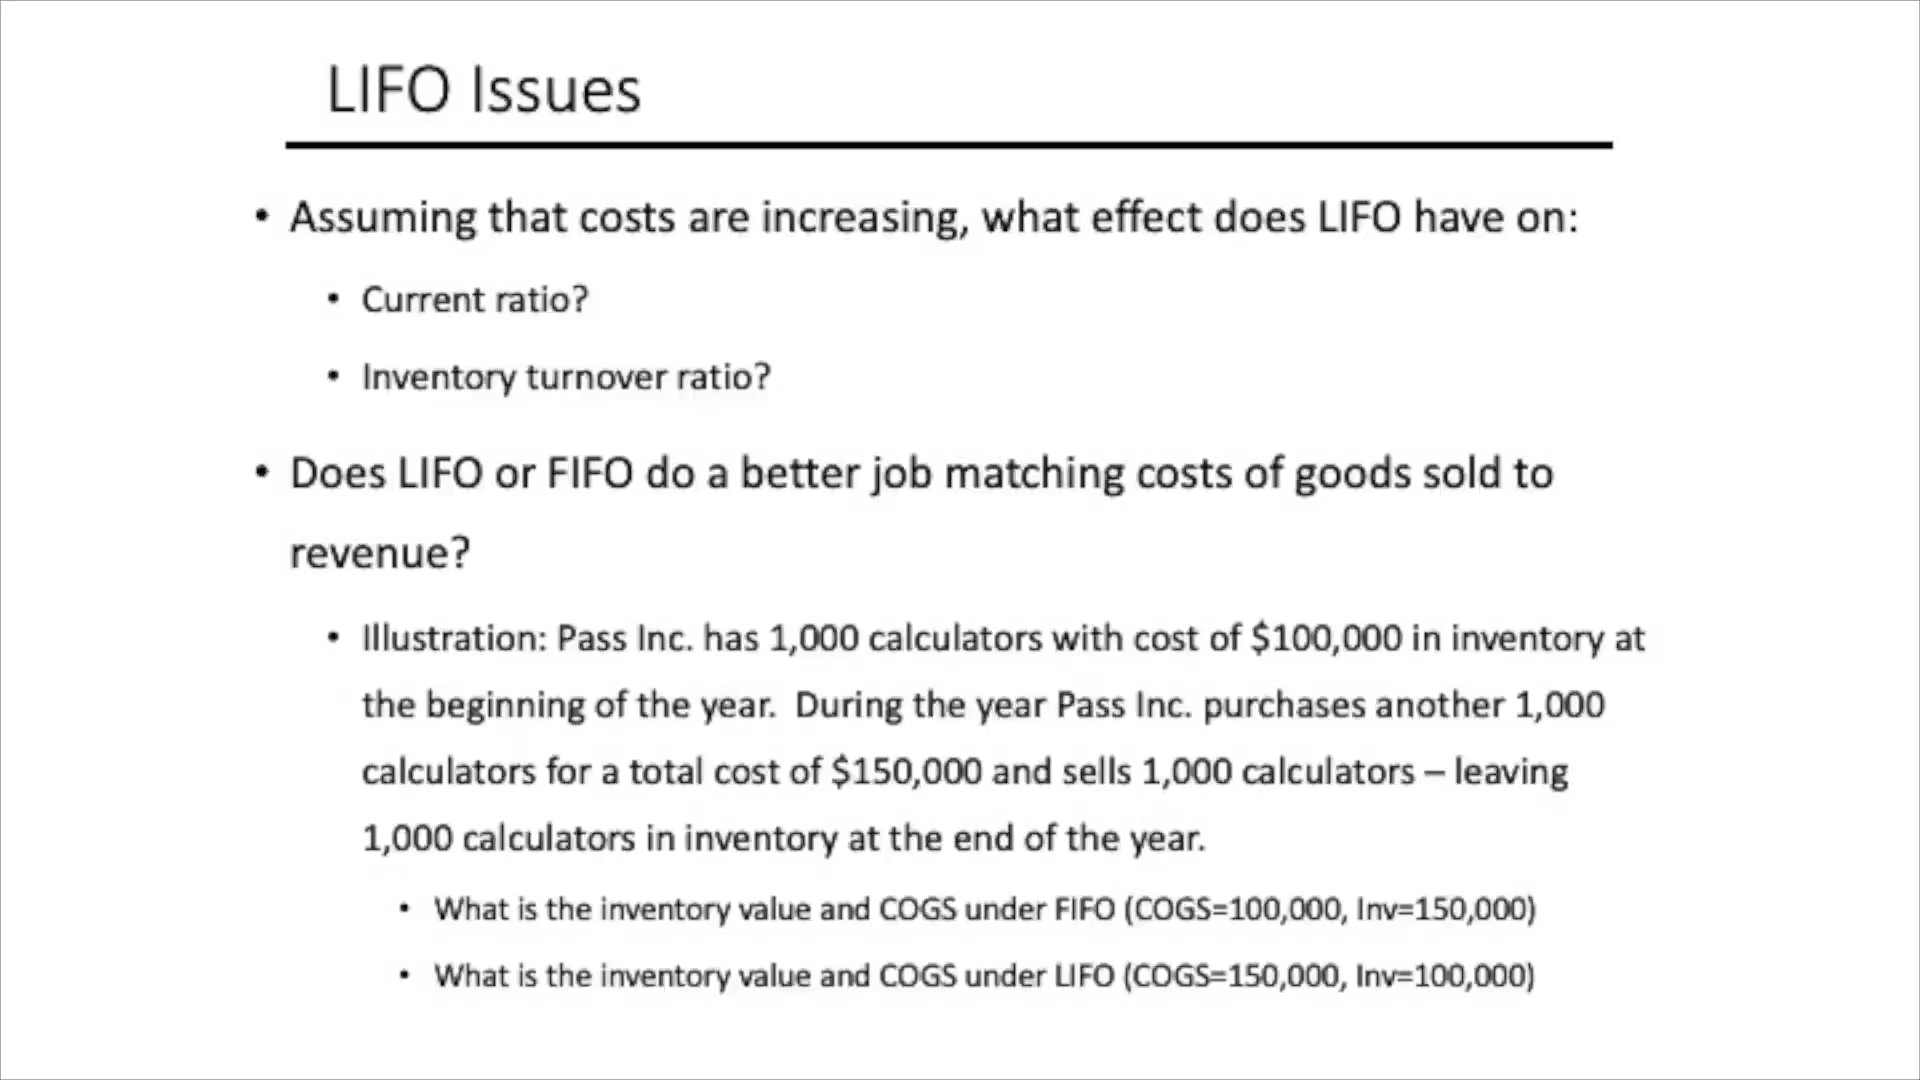 LIFO Issues
• Assuming that costs are increasing, what effect does LIFO have on:
• Current ratio?
• Inventory turnover ratio?
• Does LIFO or FIFO do a better job matching costs of goods sold to
revenue?
• Illustration: Pass Inc. has 1,000 calculators with cost of $100,000 in inventory at
the beginning of the year.  During the year Pass Inc. purchases another 1,000
calculators for a total cost of $150,000 and sells 1,000 calculators – leaving
1,000 calculators in inventory at the end of the year.
• What is the inventory value and COGS under FIFO (COGS=100,000, Inv=150,000)
• What is the inventory value and COGS under LIFO (COGS=150,000, Inv=100,000)